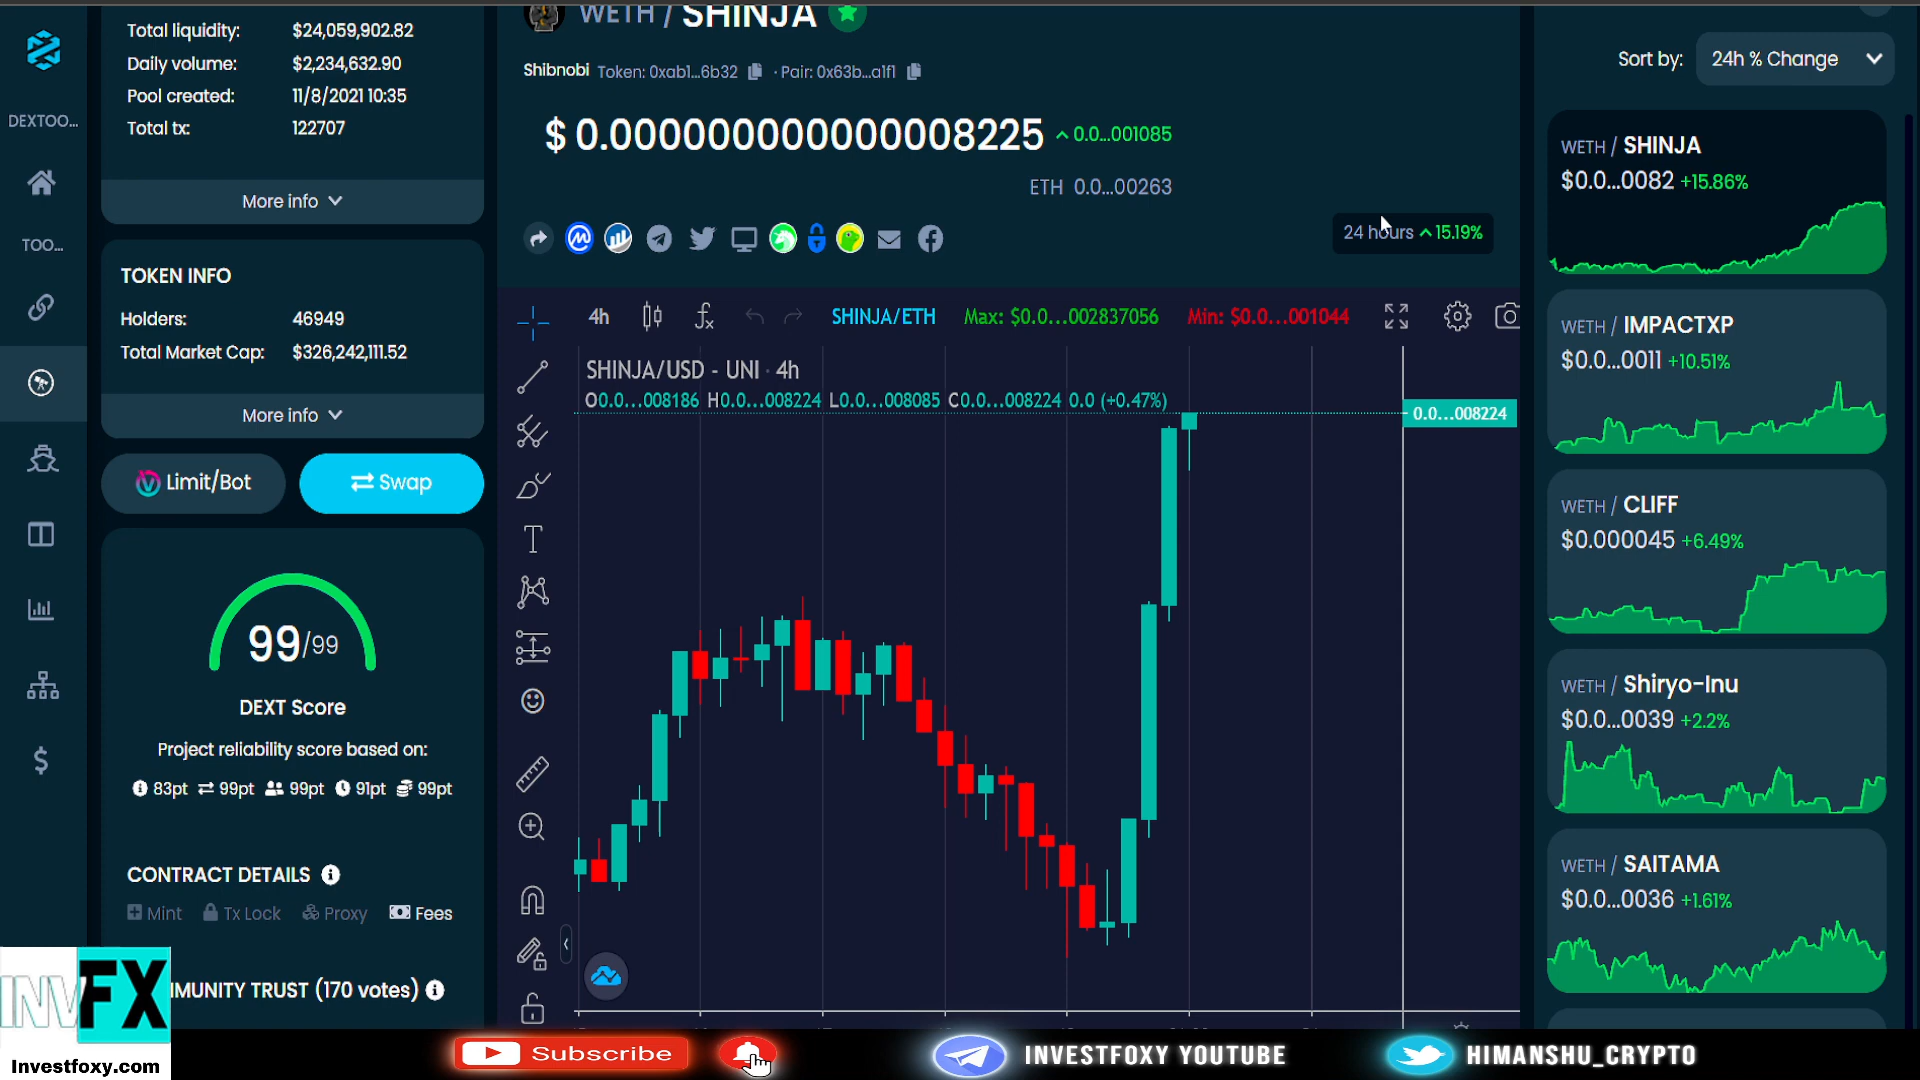 DEXTOO...
TOO...
Total liquidity: $24,059,902.82
Daily volume: $2,234,632.90
Pool created: 11/8/2021 10:35
Total tx: 122707
More info
TOKEN INFO
Holders: 46949
Total Market Cap: $326,242,111.52
More info
Limit/Bot
Swap
99/99
DEXT Score
Project reliability score based on:
83pt 99pt 99pt 91pt 99pt
CONTRACT DETAILS
Mint Tx Lock Proxy Fees
MUNITY TRUST (170 votes)
WETH / SHINJA
Shibnobi Token: 0xab1...6b32 · Pair: 0x63b...a1f1
$ 0.000000000000008225 0.0...001085
ETH 0.0...00263
24 hours 15.19%
4h SHINJA/ETH Max: $0.0...002837056 Min: $0.0...001044
SHINJA/USD - UNI · 4h
O0.0...008186 H0.0...008224 L0.0...008085 C0.0...008224 0.0 (+0.47%)
0.0...008224
Sort by: 24h % Change
WETH / SHINJA
$0.0...0082 +15.86%
WETH / IMPACTXP
$0.0...0011 +10.51%
WETH / CLIFF
$0.000045 +6.49%
WETH / Shiryo-Inu
$0.0...0039 +2.2%
WETH / SAITAMA
$0.0...0036 +1.61%
INVFX
Investfoxy.com
Subscribe
INVESTFOXY YOUTUBE
HIMANSHU_CRYPTO